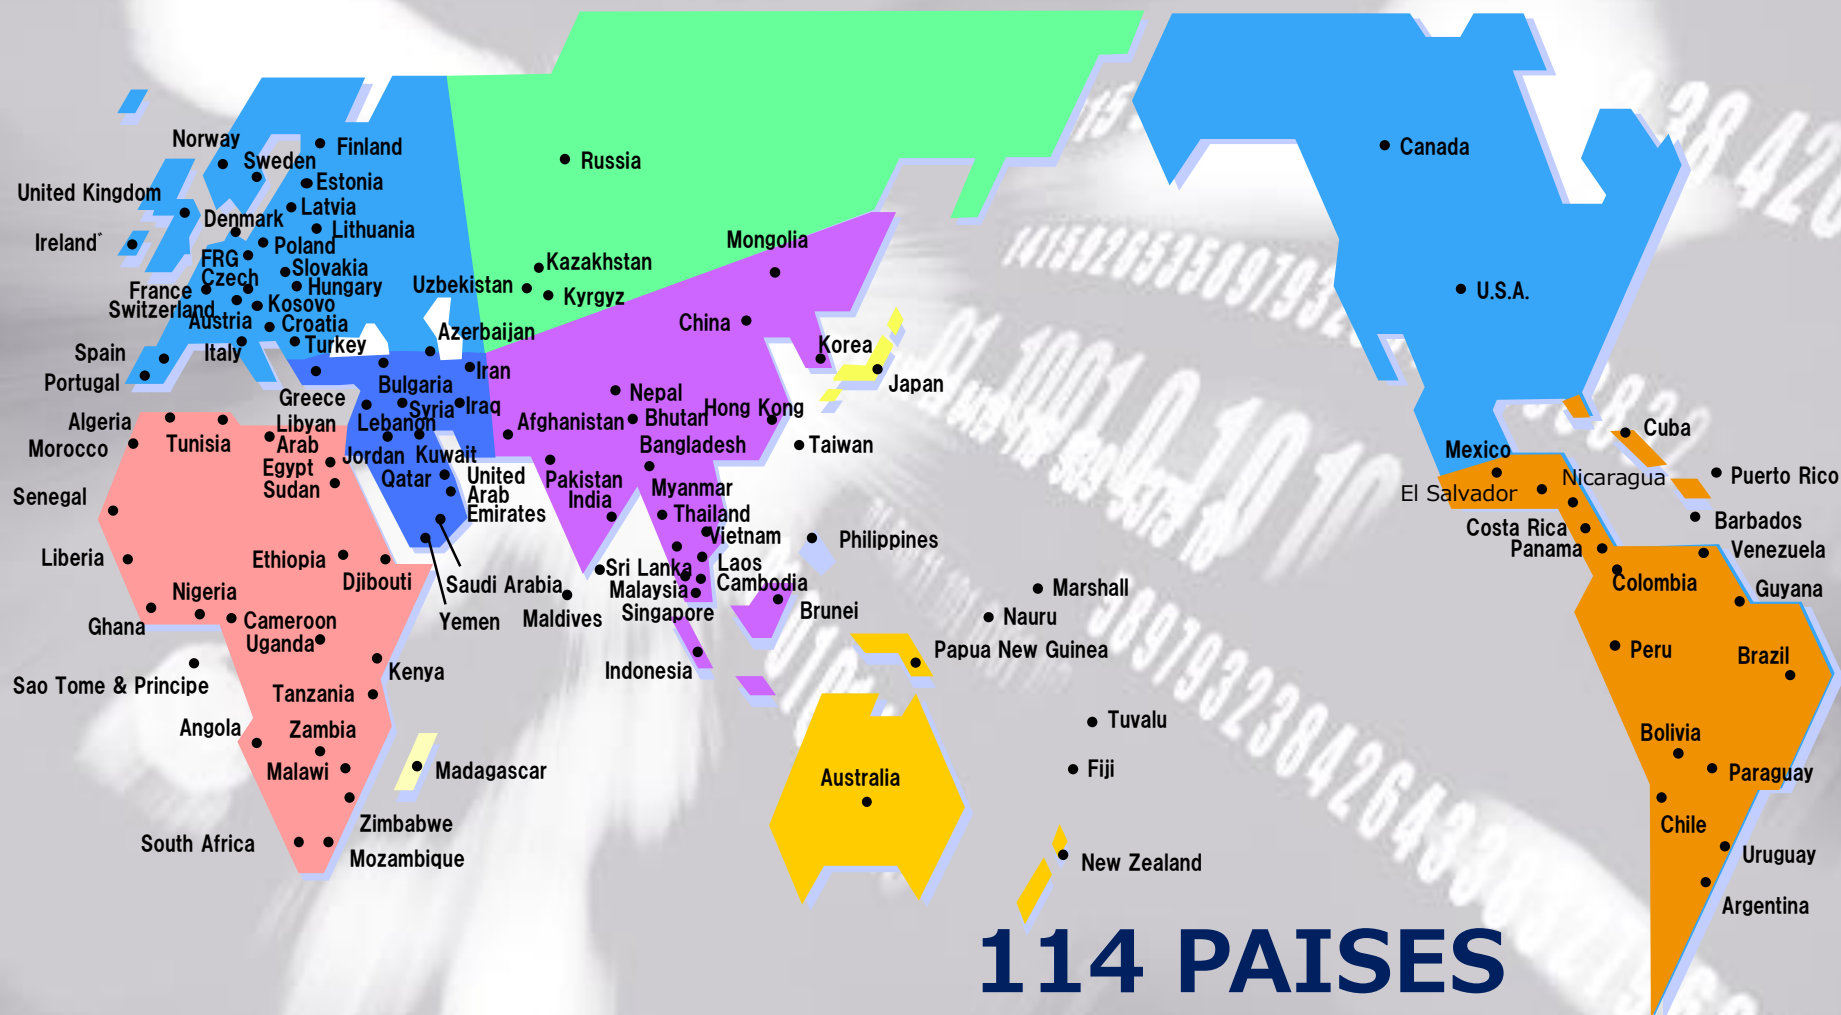 Norway
Finland
Sweden
Estonia
United Kingdom
Latvia
Denmark
Lithuania
Ireland*
Poland
FRG
Slovakia
Czech
Hungary
France
Kosovo
Switzerland
Austria
Croatia
Turkey
Italy
Spain
Portugal
Russia
Kazakhstan
Uzbekistan
Kyrgyz
Azerbaijan
Mongolia
China
Korea
Japan
Iran
Bulgaria
Greece
Syria
Iraq
Lebanon
Jordan
Kuwait
Qatar
United
Arab
Emirates
Saudi Arabia
Yemen
Nepal
Afghanistan
Bhutan
Hong Kong
Bangladesh
Taiwan
Pakistan
India
Myanmar
Thailand
Vietnam
Philippines
Sri Lanka
Laos
Malaysia
Cambodia
Maldives
Singapore
Brunei
Indonesia
Algeria
Morocco
Tunisia
Libyan
Arab
Egypt
Sudan
Senegal
Liberia
Ethiopia
Djibouti
Nigeria
Ghana
Cameroon
Uganda
Kenya
Sao Tome & Principe
Tanzania
Angola
Zambia
Malawi
Madagascar
Zimbabwe
South Africa
Mozambique
Marshall
Nauru
Papua New Guinea
Tuvalu
Fiji
Australia
New Zealand
Canada
U.S.A.
Mexico
Cuba
Nicaragua
Puerto Rico
El Salvador
Costa Rica
Barbados
Panama
Venezuela
Colombia
Guyana
Peru
Brazil
Bolivia
Paraguay
Chile
Uruguay
Argentina
114 PAISES